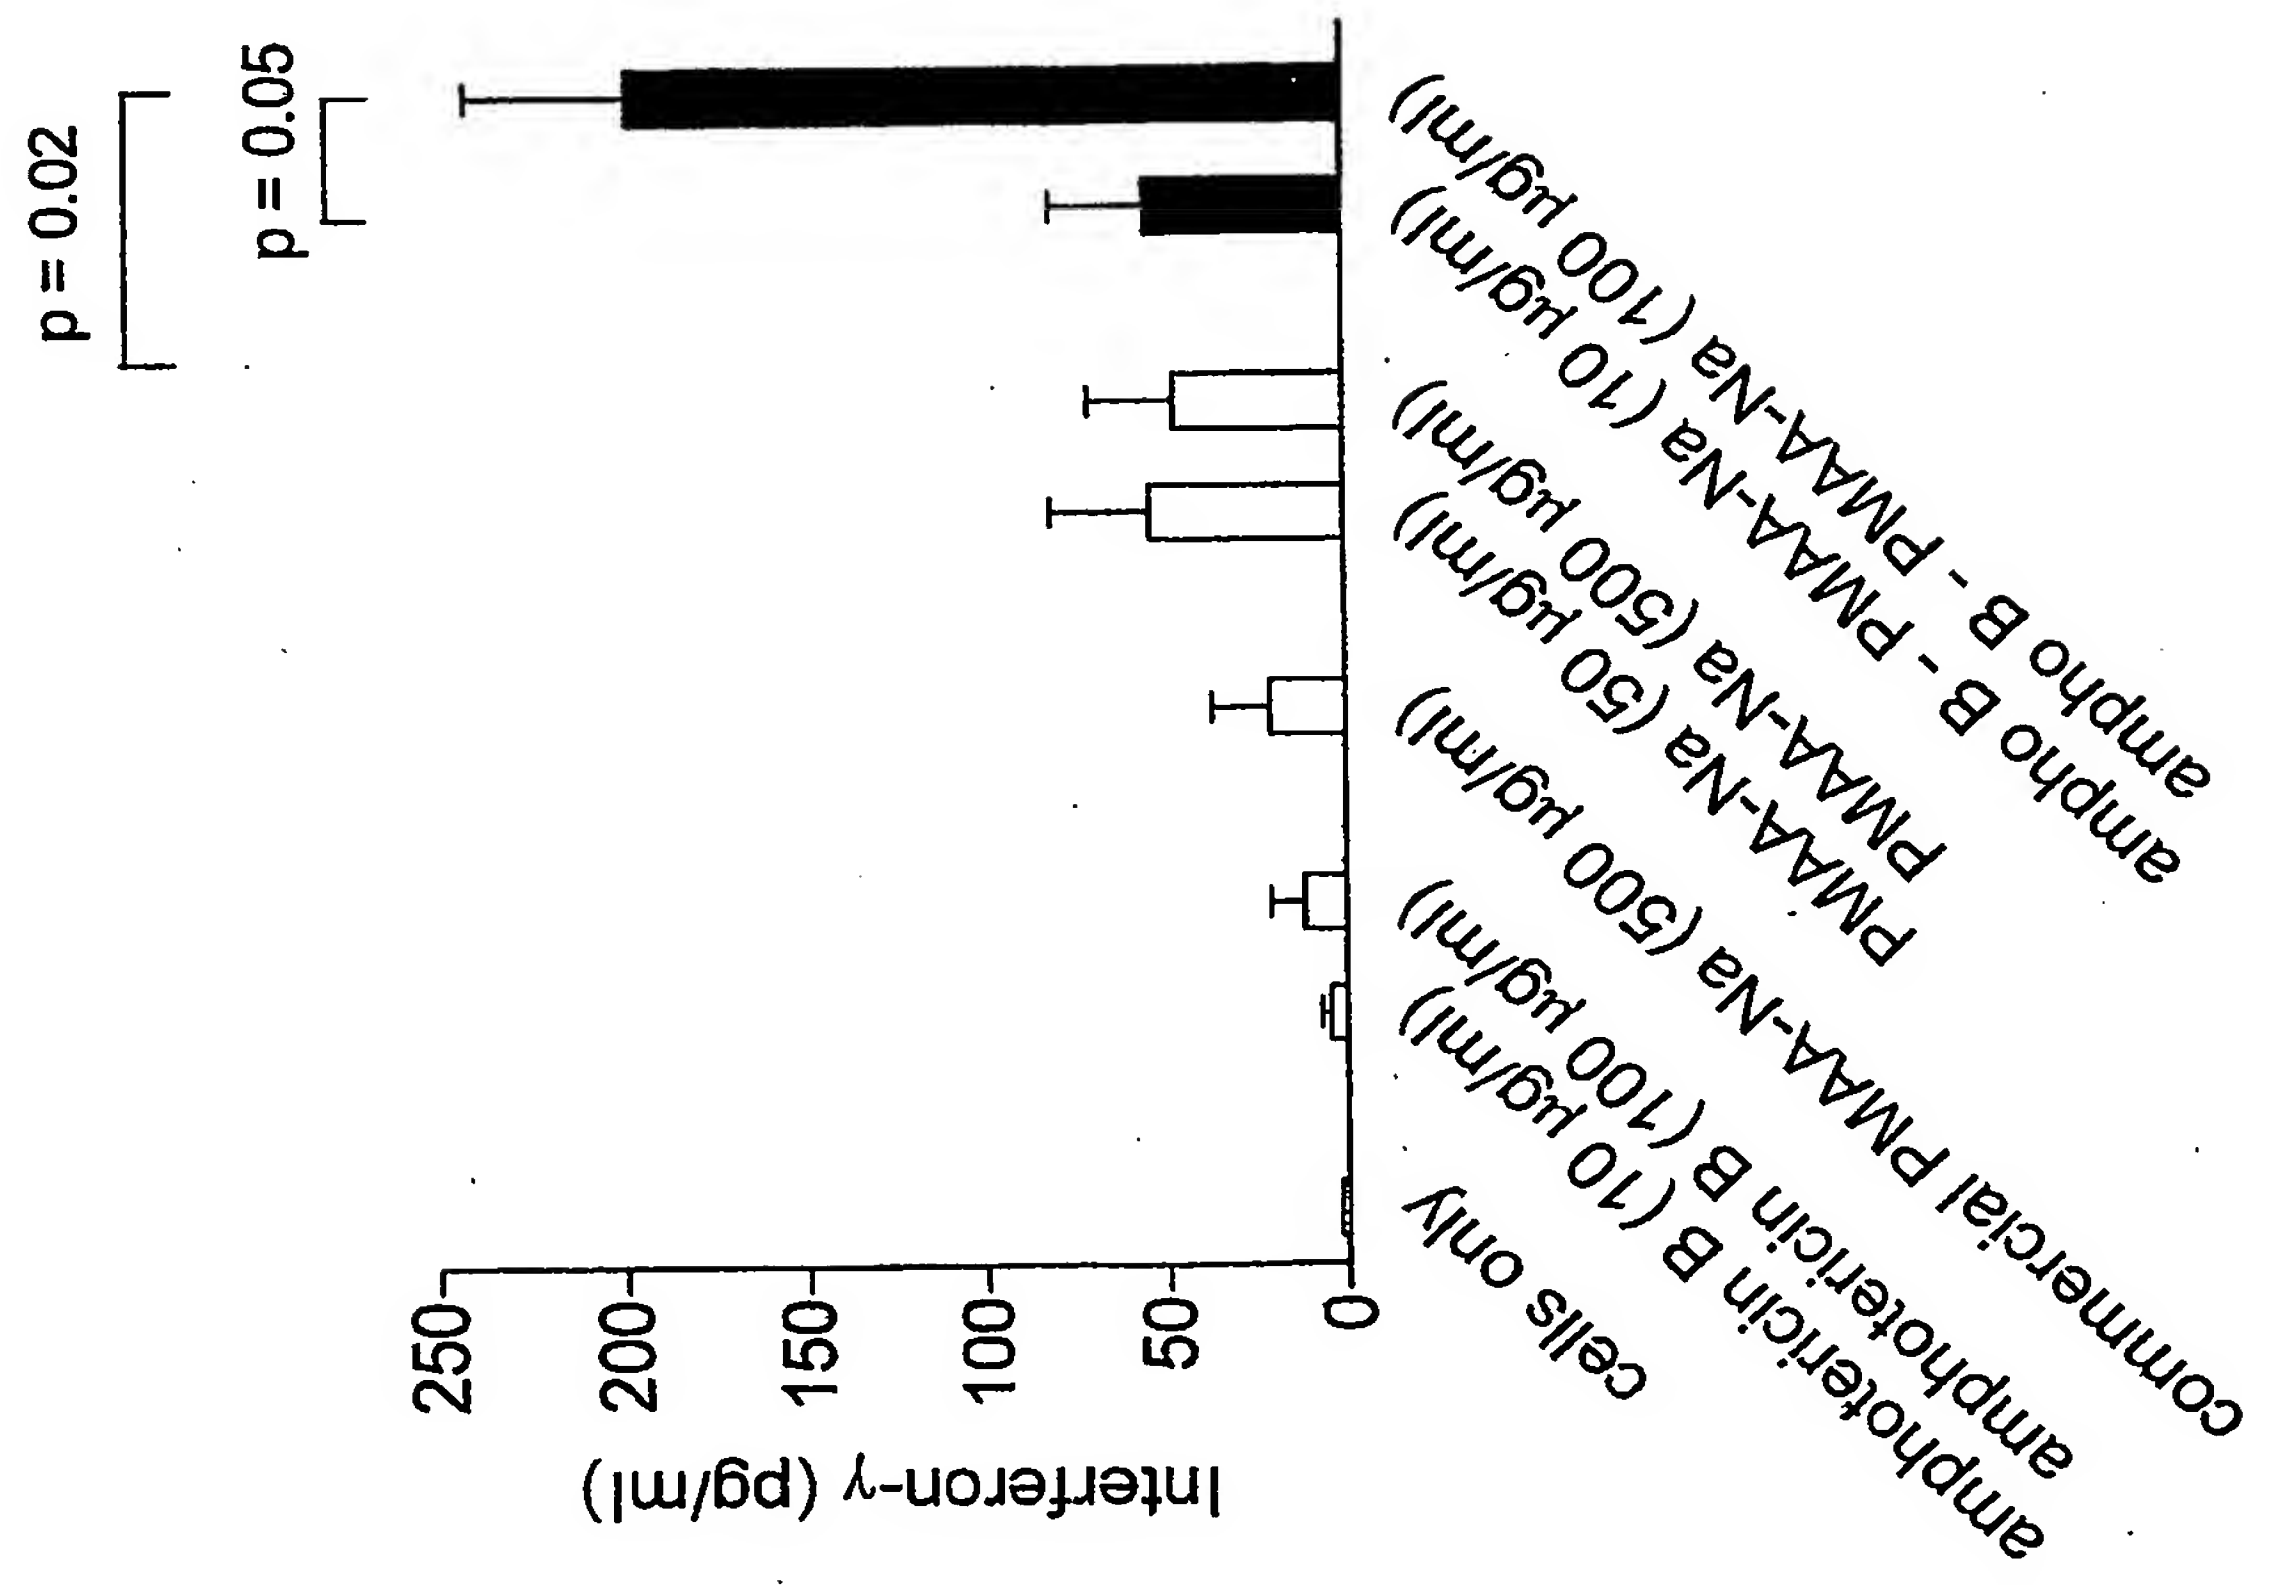 p = 0.02
p = 0.05
Interferon-γ (pg/ml)
250
200
150
100
50
0
cells only
amphotericin B (10 µg/ml)
amphotericin B (100 µg/ml)
commercial PMAA-Na (500 µg/ml)
PMAA-Na (50 µg/ml)
PMAA-Na (500 µg/ml)
ampho B - PMAA-Na (10 µg/ml)
ampho B - PMAA-Na (100 µg/ml)